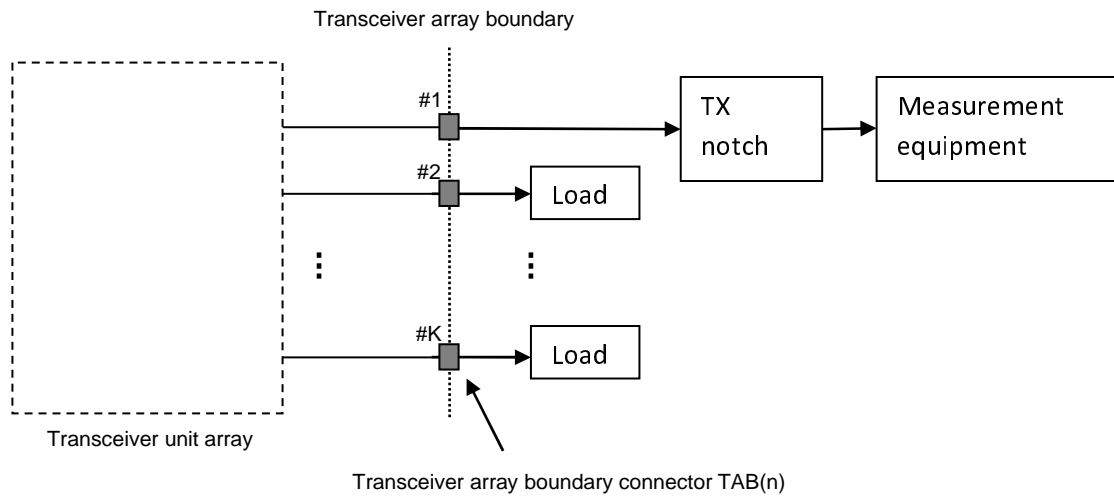 Transceiver array boundary
#1
TX
notch
Measurement
equipment
#2
Load
#K
Load
Transceiver unit array
Transceiver array boundary connector TAB(n)